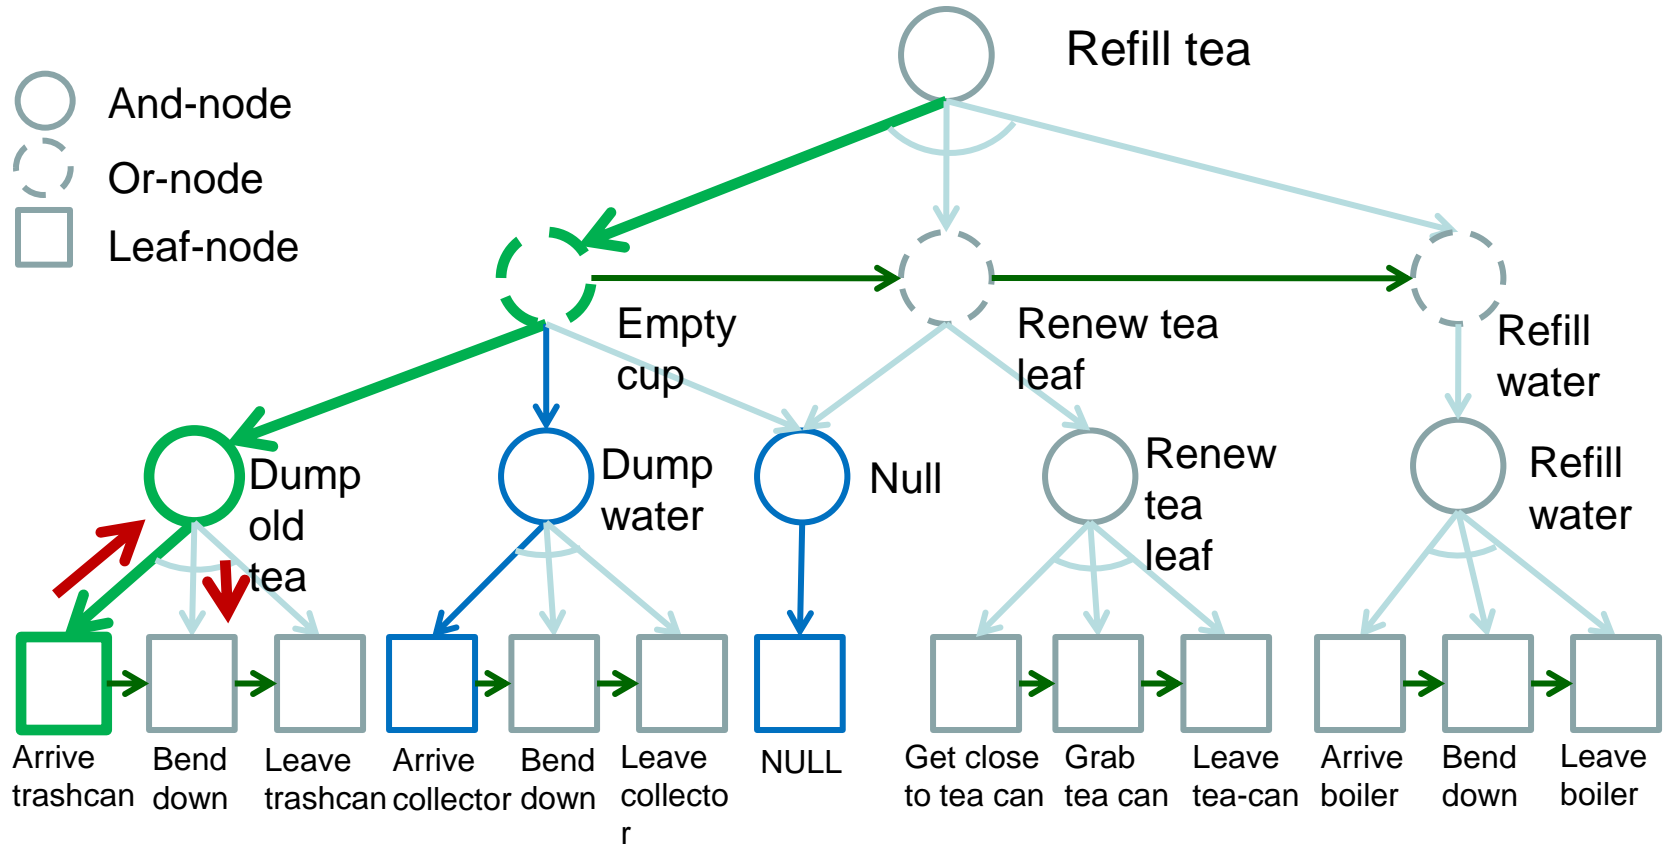 Refill tea
And-node
Or-node
Leaf-node
Empty
cup
Renew tea
leaf
Refill
water
Dump
old
tea
Dump
water
Null
Renew
tea
leaf
Refill
water
Arrive
trashcan
Bend
down
Leave
trashcan
Arrive
collector
Bend
down
Leave
collecto
r
NULL
Get close
to tea can
Grab
tea can
Leave
tea-can
Arrive
boiler
Bend
down
Leave
boiler